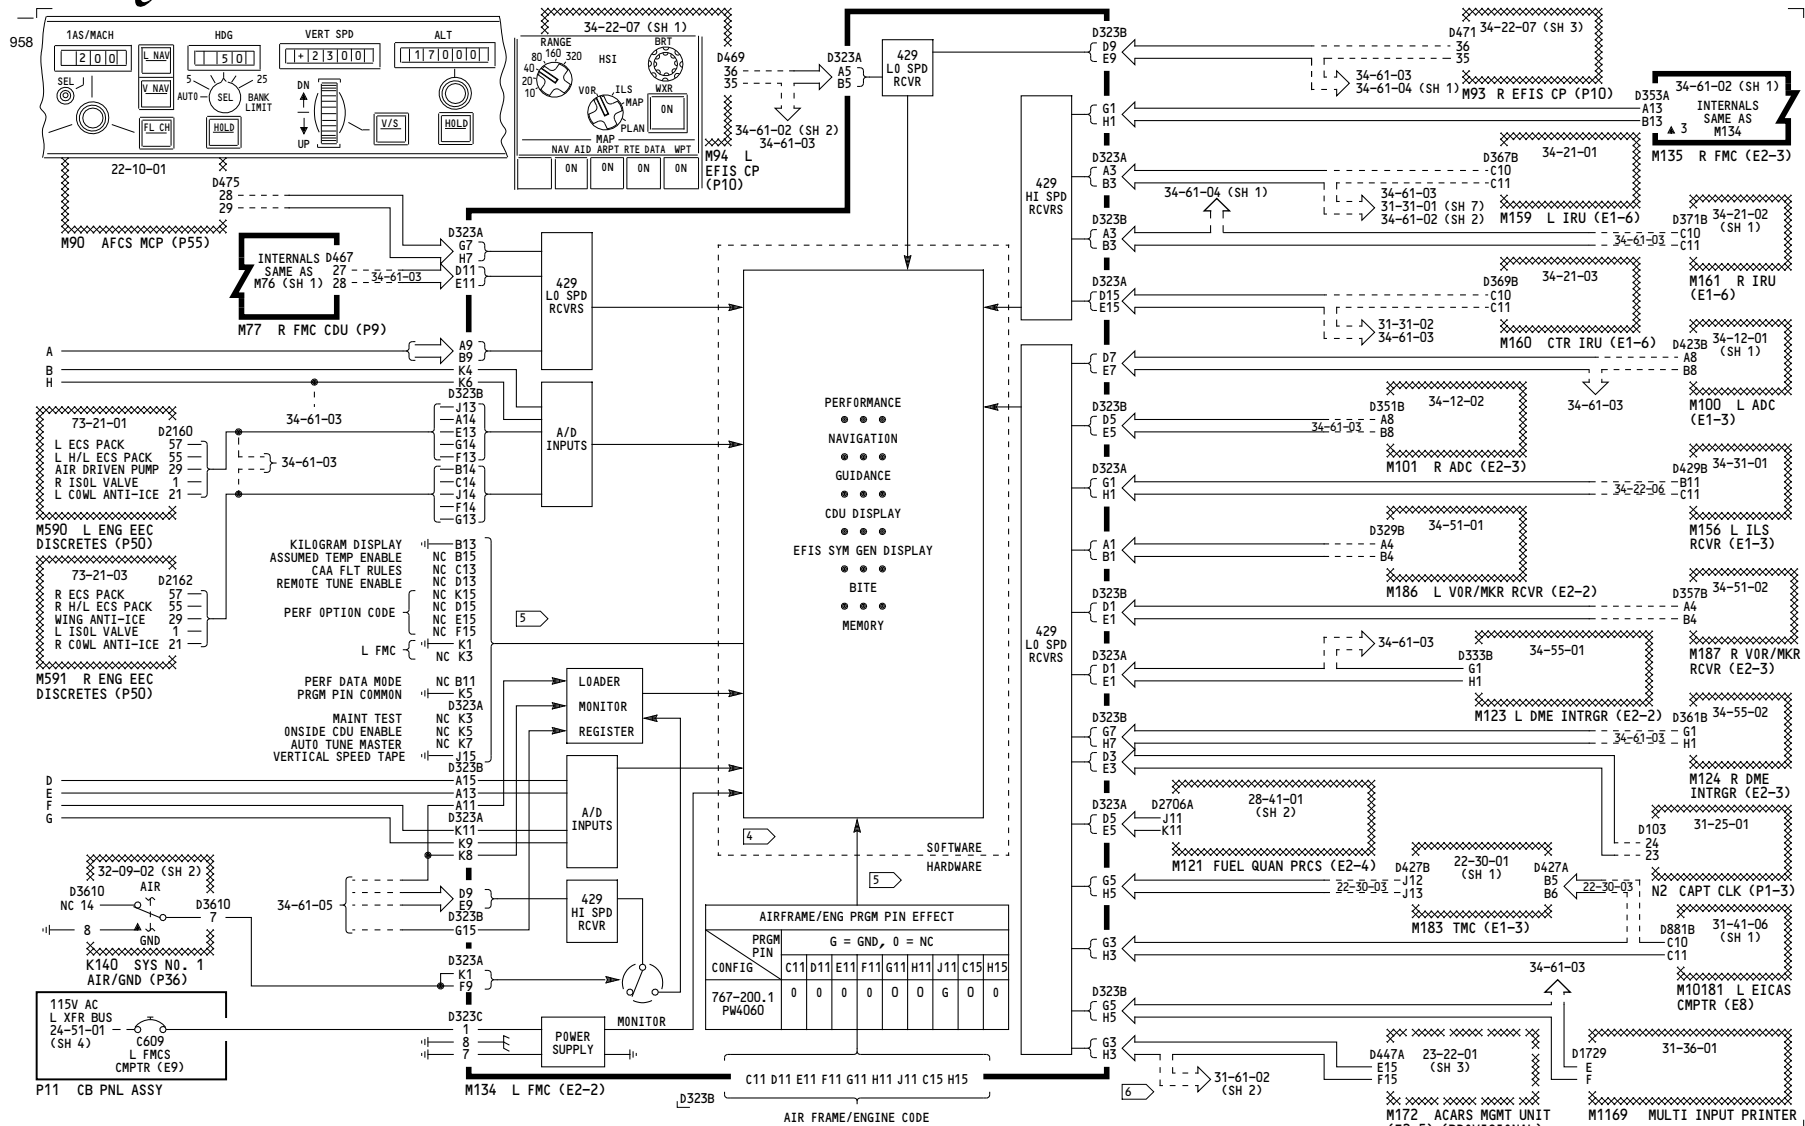 958
1AS/MACH
HDG
VERT SPD
ALT
200
L NAV
50
+2300
17000
SEL
V NAV
5
25
AUTO
SEL
BANK
LIMIT
DN
UP
FL CH
HOLD
V/S
HOLD
22-10-01
D475
28
29
M90 AFCS MCP (P55)
34-22-07 (SH 1)
RANGE
HSI
BRT
10
20
40
80
160
320
VOR
ILS
MAP
PLAN
WXR
ON
MAP
NAV AID
ARPT
RTE DATA
WPT
ON
ON
ON
ON
D469
36
35
34-61-02 (SH 2)
34-61-03
M94 L
EFIS CP
(P10)
D323A
A5
B5
429
LO SPD
RCVR
INTERNALS
SAME AS
M76 (SH 1)
D467
27
28
34-61-03
M77 R FMC CDU (P9)
D323A
G7
H7
D11
E11
429
LO SPD
RCVRS
A
B
H
A9
B9
K4
K6
D323B
34-61-03
73-21-01
D2160
L ECS PACK 57
L H/L ECS PACK 55
AIR DRIVEN PUMP 29
R ISOL VALVE 1
L COWL ANTI-ICE 21
M590 L ENG EEC
DISCRETES (P50)
34-61-03
J13
A14
E13
G14
F13
B14
C14
J14
F14
G13
A/D
INPUTS
73-21-03
D2162
R ECS PACK 57
R H/L ECS PACK 55
WING ANTI-ICE 29
L ISOL VALVE 1
R COWL ANTI-ICE 21
M591 R ENG EEC
DISCRETES (P50)
KILOGRAM DISPLAY B13
ASSUMED TEMP ENABLE NC B15
CAA FLT RULES NC C13
REMOTE TUNE ENABLE NC D13
PERF OPTION CODE
NC K15
NC D15
NC E15
NC F15
L FMC
K1
NC K3
PERF DATA MODE NC B11
PRGM PIN COMMON K5
D323A
MAINT TEST NC K3
ONSIDE CDU ENABLE NC K5
AUTO TUNE MASTER NC K7
VERTICAL SPEED TAPE J15
5
LOADER
MONITOR
REGISTER
D
E
F
G
D323B
A15
A13
A11
D323A
K11
K9
K8
A/D
INPUTS
32-09-02 (SH 2)
AIR
D3610
NC 14
8
D3610
7
GND
K140 SYS NO. 1
AIR/GND (P36)
34-61-05
D9
E9
D323B
G15
D323A
K1
F9
429
HI SPD
RCVR
115V AC
L XFR BUS
24-51-01
(SH 4)
C609
L FMCS
CMPTR (E9)
P11 CB PNL ASSY
D323C
1
8
7
POWER
SUPPLY
MONITOR
M134 L FMC (E2-2)
PERFORMANCE
NAVIGATION
GUIDANCE
CDU DISPLAY
EFIS SYM GEN DISPLAY
BITE
MEMORY
4
SOFTWARE
HARDWARE
5
AIRFRAME/ENG PRGM PIN EFFECT
PRGM
PIN
CONFIG
G = GND, 0 = NC
C11 D11 E11 F11 G11 H11 J11 C15 H15
767-200.1
PW4060
0 0 0 0 0 0 G 0 0
C11 D11 E11 F11 G11 H11 J11 C15 H15
D323B
AIR FRAME/ENGINE CODE
D323B
D9
E9
D471
36
35
34-22-07 (SH 3)
34-61-03
34-61-04 (SH 1)
M93 R EFIS CP (P10)
G1
H1
D353A
A13
B13
34-61-02 (SH 1)
INTERNALS
SAME AS
M134
3
M135 R FMC (E2-3)
429
HI SPD
RCVRS
D323A
A3
B3
D367B
C10
C11
34-21-01
34-61-03
31-31-01 (SH 7)
34-61-02 (SH 2)
M159 L IRU (E1-6)
34-61-04 (SH 1)
D323B
A3
B3
34-61-03
D371B
C10
C11
34-21-02
(SH 1)
M161 R IRU
(E1-6)
D323A
D15
E15
D369B
C10
C11
34-21-03
31-31-02
34-61-03
M160 CTR IRU (E1-6)
D7
E7
D423B
A8
B8
34-12-01
(SH 1)
34-61-03
M100 L ADC
(E1-3)
D323B
D5
E5
34-61-03
D351B
A8
B8
34-12-02
M101 R ADC (E2-3)
D323A
G1
H1
34-22-06
D429B
B11
C11
34-31-01
M156 L ILS
RCVR (E1-3)
A1
B1
D329B
A4
B4
34-51-01
M186 L VOR/MKR RCVR (E2-2)
429
LO SPD
RCVRS
D323B
D1
E1
D357B
A4
B4
34-51-02
M187 R VOR/MKR
RCVR (E2-3)
34-61-03
D323A
D1
E1
D333B
G1
H1
34-55-01
M123 L DME INTRGR (E2-2)
D323B
G7
H7
D3
E3
34-61-03
D361B
G1
H1
34-55-02
M124 R DME
INTRGR (E2-3)
D323A
D5
E5
D2706A
J11
K11
28-41-01
(SH 2)
M121 FUEL QUAN PRCS (E2-4)
D103
24
23
31-25-01
N2 CAPT CLK (P1-3)
G5
H5
22-30-03
D427B
J12
J13
22-30-01
(SH 1)
D427A
B5
B6
22-30-03
M183 TMC (E1-3)
G3
H3
D881B
C10
C11
31-41-06
(SH 1)
M10181 L EICAS
CMPTR (E8)
34-61-03
D323B
G5
H5
G3
H3
6
31-61-02
(SH 2)
D447A
E15
F15
23-22-01
(SH 3)
M172 ACARS MGMT UNIT
D1729
E
F
31-36-01
M1169 MULTI INPUT PRINTER